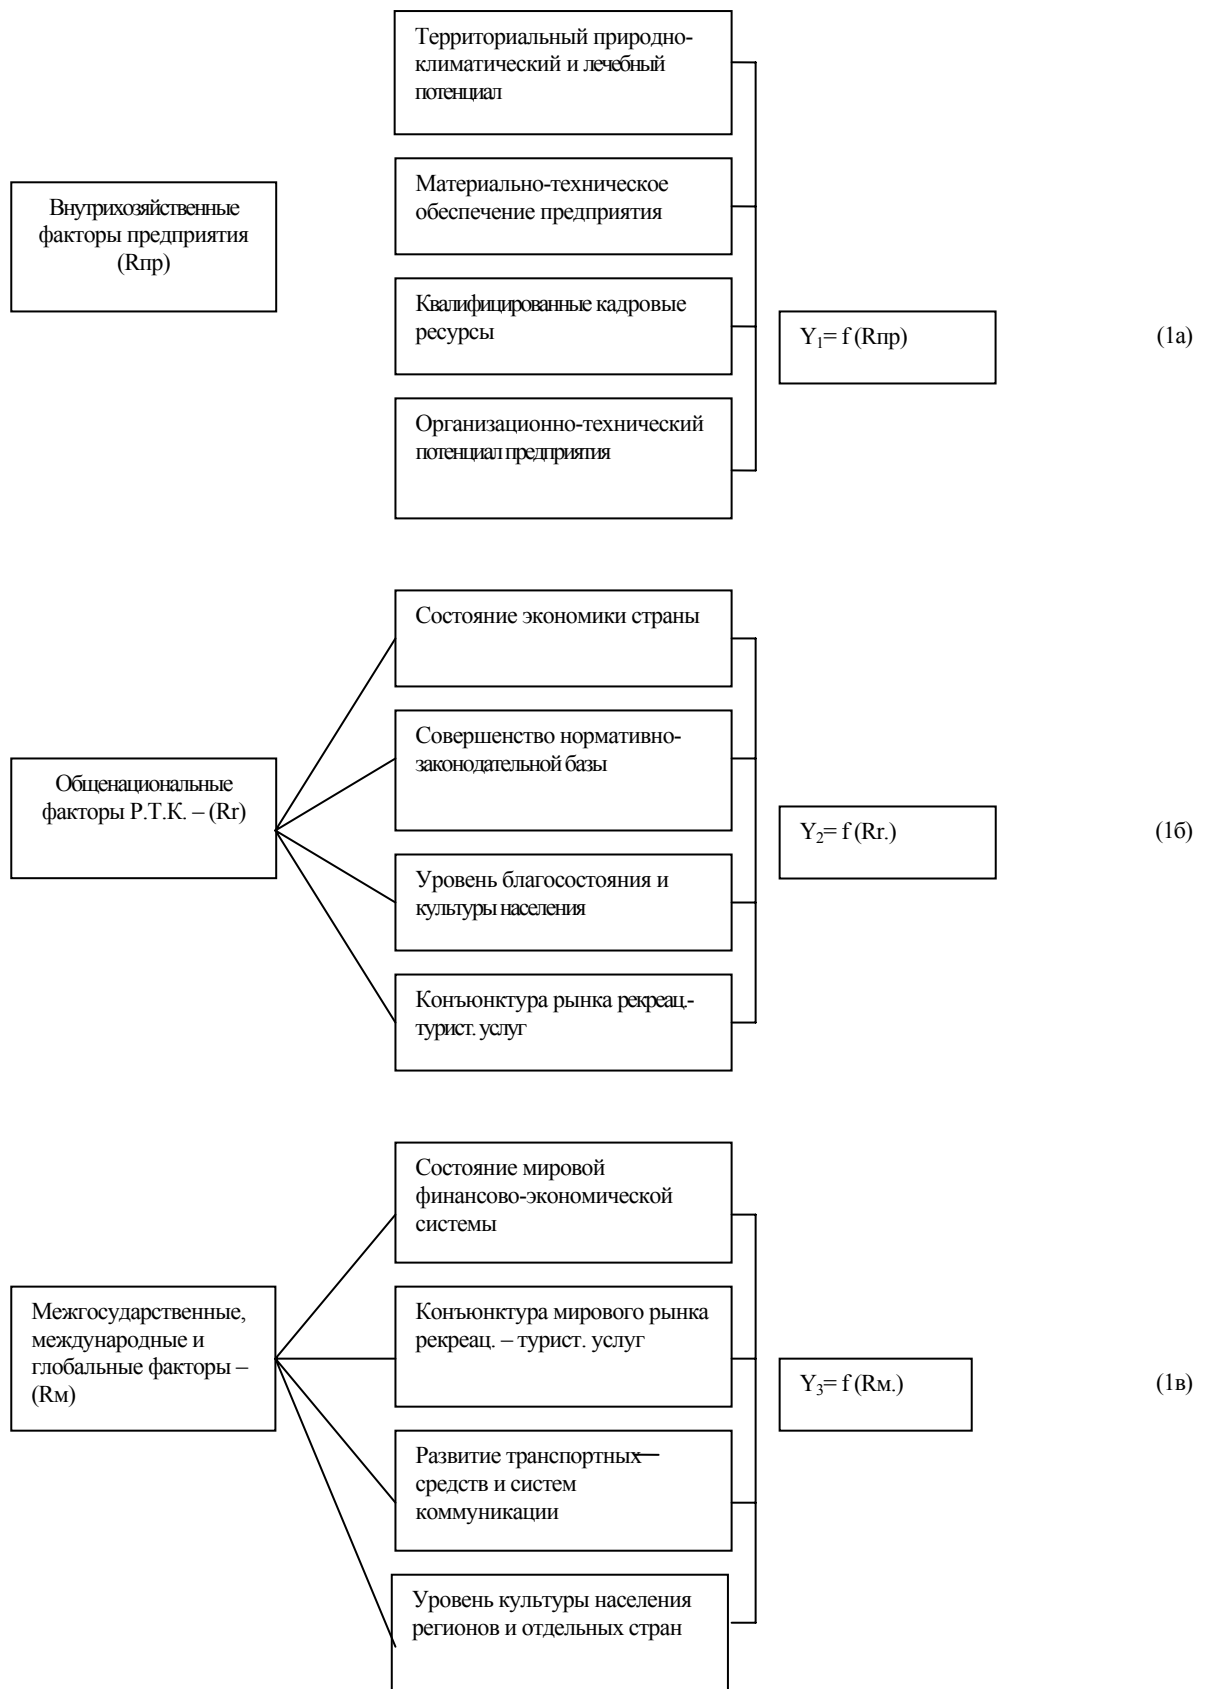 Территориальный природно-
климатический и лечебный
потенциал
Внутрихозяйственные
факторы предприятия
(Rпр)
Материально-техническое
обеспечение предприятия
Квалифицированные кадровые
ресурсы
Y1= f (Rпр)
(1а)
Организационно-технический
потенциал предприятия
Состояние экономики страны
Совершенство нормативно-
законодательной базы
Общенациональные
факторы Р.Т.К. – (Rr)
Y2= f (Rr.)
(1б)
Уровень благосостояния и
культуры населения
Конъюнктура рынка рекреац.-
турист. услуг
Состояние мировой
финансово-экономической
системы
Межгосударственные,
международные и
глобальные факторы –
(Rм)
Конъюнктура мирового рынка
рекреац. – турист. услуг
Y3= f (Rм.)
(1в)
Развитие транспортных
средств и систем
коммуникации
Уровень культуры населения
регионов и отдельных стран